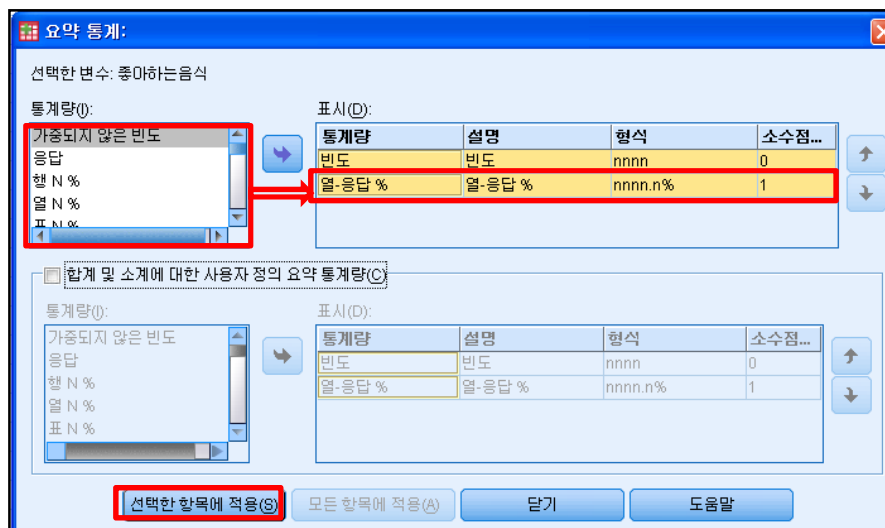 요약 통계:
선택한 변수: 좋아하는음식
통계량(I):
표시(D):
가중되지 않은 빈도
응답
행 N %
열 N %
표 N %
통계량 설명 형식 소수점...
빈도 빈도 nnnn 0
열-응답 % 열-응답 % nnnn.n% 1
합계 및 소계에 대한 사용자 정의 요약 통계량(C)
통계량(I):
표시(D):
가중되지 않은 빈도
응답
행 N %
열 N %
표 N %
통계량 설명 형식 소수점...
빈도 빈도 nnnn 0
열-응답 % 열-응답 % nnnn.n% 1
선택한 항목에 적용(S) 모든 항목에 적용(A) 닫기 도움말